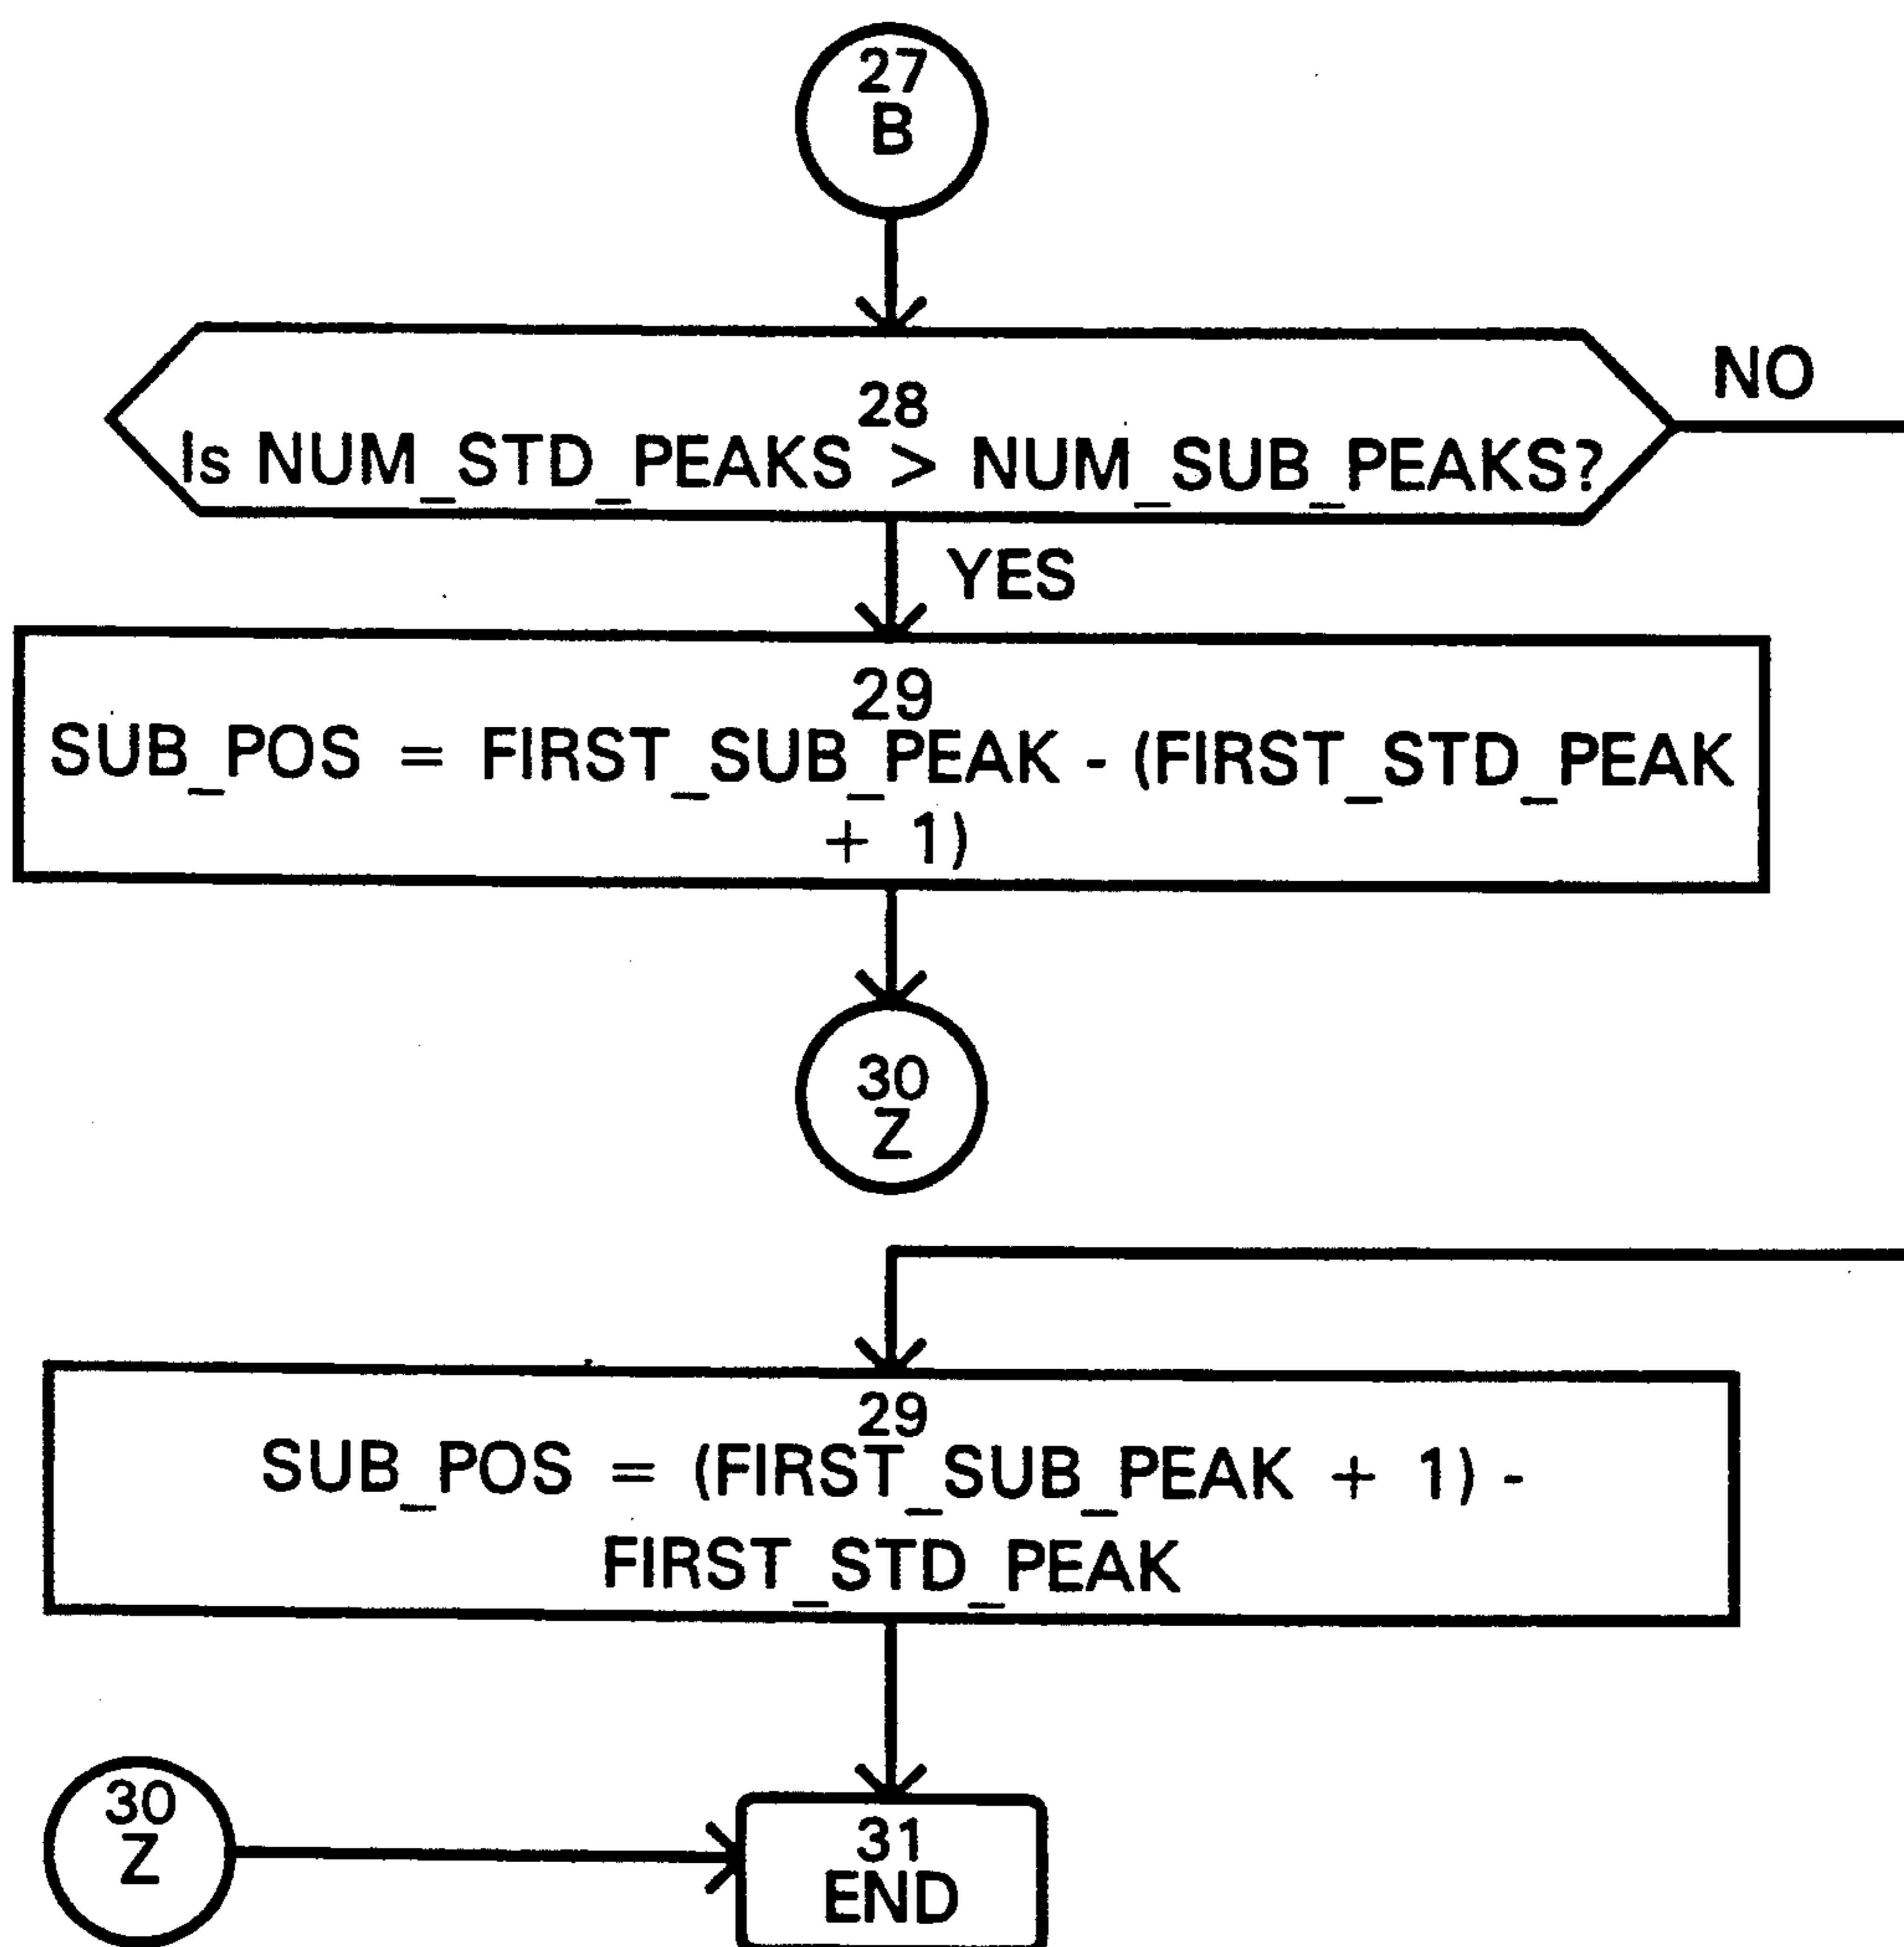 27
B
28
NO
Is NUM_STD_PEAKS > NUM_SUB_PEAKS?
YES
29
SUB_POS = FIRST_SUB_PEAK - (FIRST_STD_PEAK
+ 1)
30
Z
29
SUB_POS = (FIRST_SUB_PEAK + 1) -
FIRST_STD_PEAK
30
Z
31
END